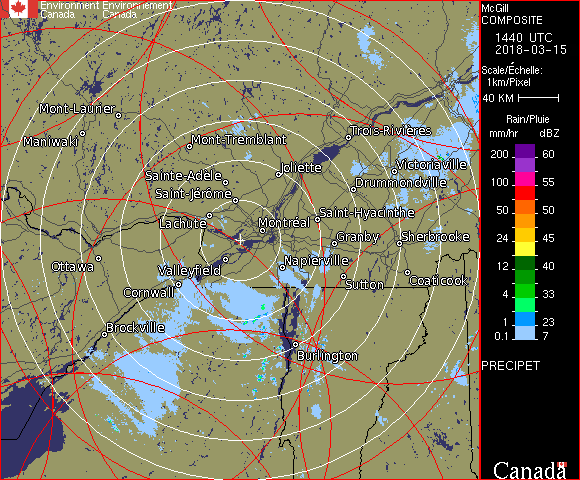 Environment Environnement
Canada Canada
McGill
COMPOSITE
1440 UTC
2018-03-15
Scale/Échelle:
1km/Pixel
40 KM
Rain/Pluie
mm/hr dBZ
200 60
100 55
50 50
24 45
12 40
4 33
1 23
0.1 7
PRECIPET
Canada
Mont-Laurier
Maniwaki
Mont-Tremblant
Trois-Rivières
Sainte-Adèle
Joliette
Victoriaville
Saint-Jérôme
Drummondville
Lachute
Montréal
Saint-Hyacinthe
Granby
Sherbrooke
Ottawa
Valleyfield
Napierville
Cornwall
Sutton
Coaticook
Brockville
Burlington